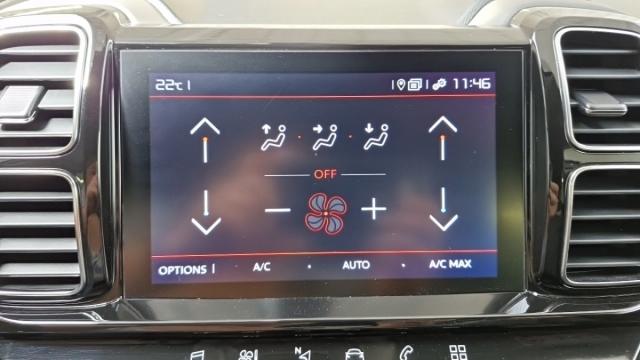 22°C 11:46
OFF
OPTIONS A/C AUTO A/C MAX
N